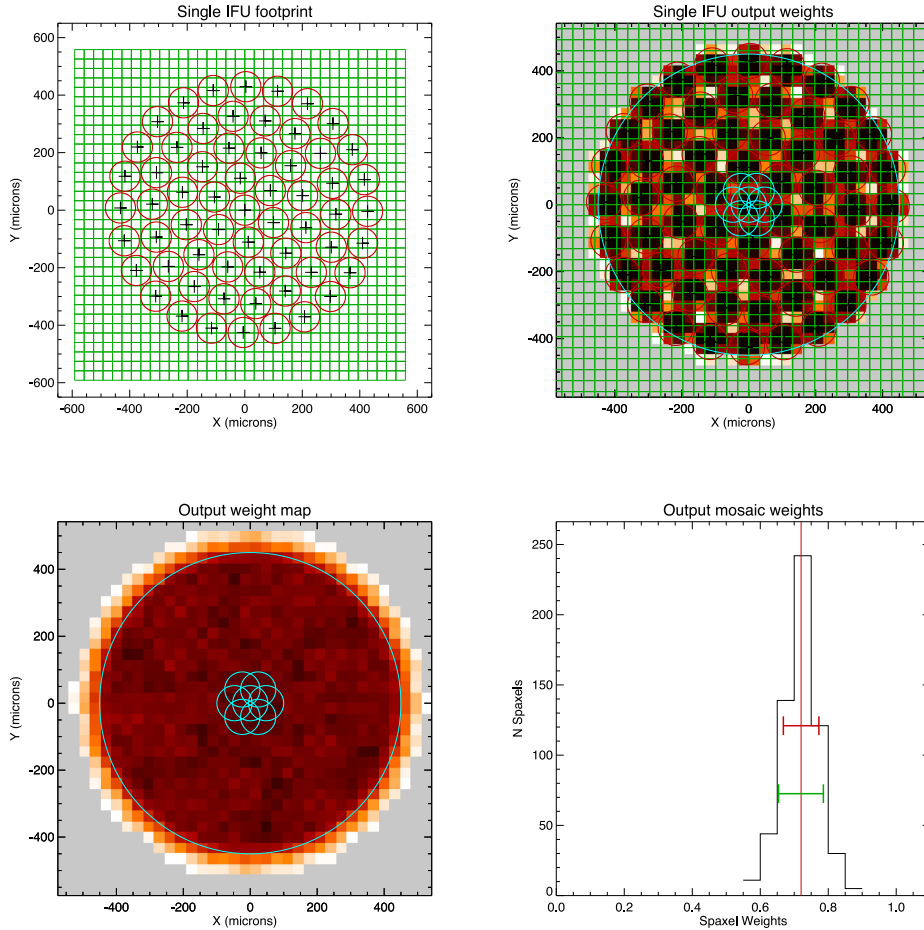 Single IFU footprint
Single IFU output weights
600
400
200
0
-200
-400
-600
Y (microns)
-600 -400 -200 0 200 400 600
X (microns)
400
200
0
-200
-400
Y (microns)
-400 -200 0 200 400
X (microns)
Output weight map
Output mosaic weights
400
200
0
-200
-400
Y (microns)
-400 -200 0 200 400
X (microns)
250
200
150
100
50
0
N Spaxels
0.0 0.2 0.4 0.6 0.8 1.0
Spaxel Weights